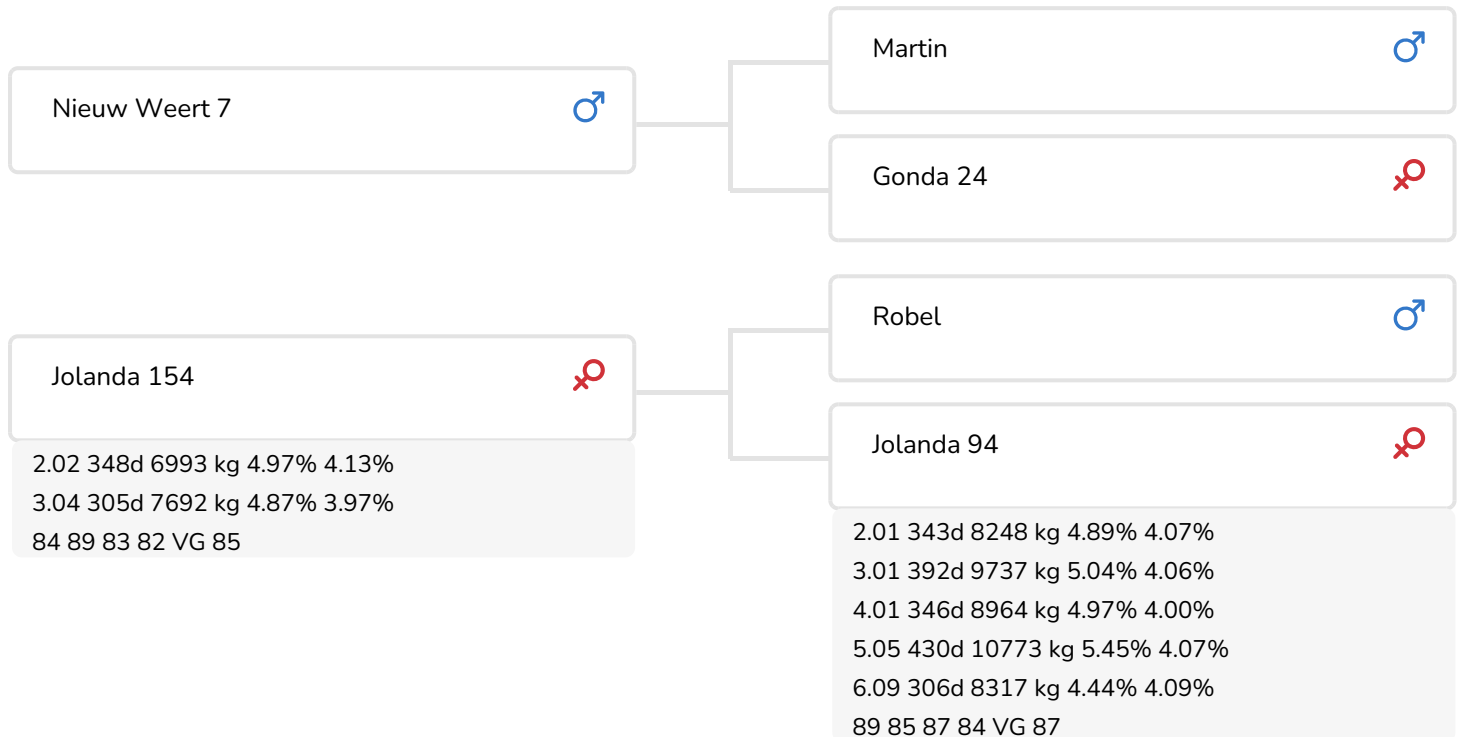 Nieuw Weert 7
Martin
Gonda 24
Jolanda 154
2.02 348d 6993 kg 4.97% 4.13%
3.04 305d 7692 kg 4.87% 3.97%
84 89 83 82 VG 85
Robel
Jolanda 94
2.01 343d 8248 kg 4.89% 4.07%
3.01 392d 9737 kg 5.04% 4.06%
4.01 346d 8964 kg 4.97% 4.00%
5.05 430d 10773 kg 5.45% 4.07%
6.09 306d 8317 kg 4.44% 4.09%
89 85 87 84 VG 87